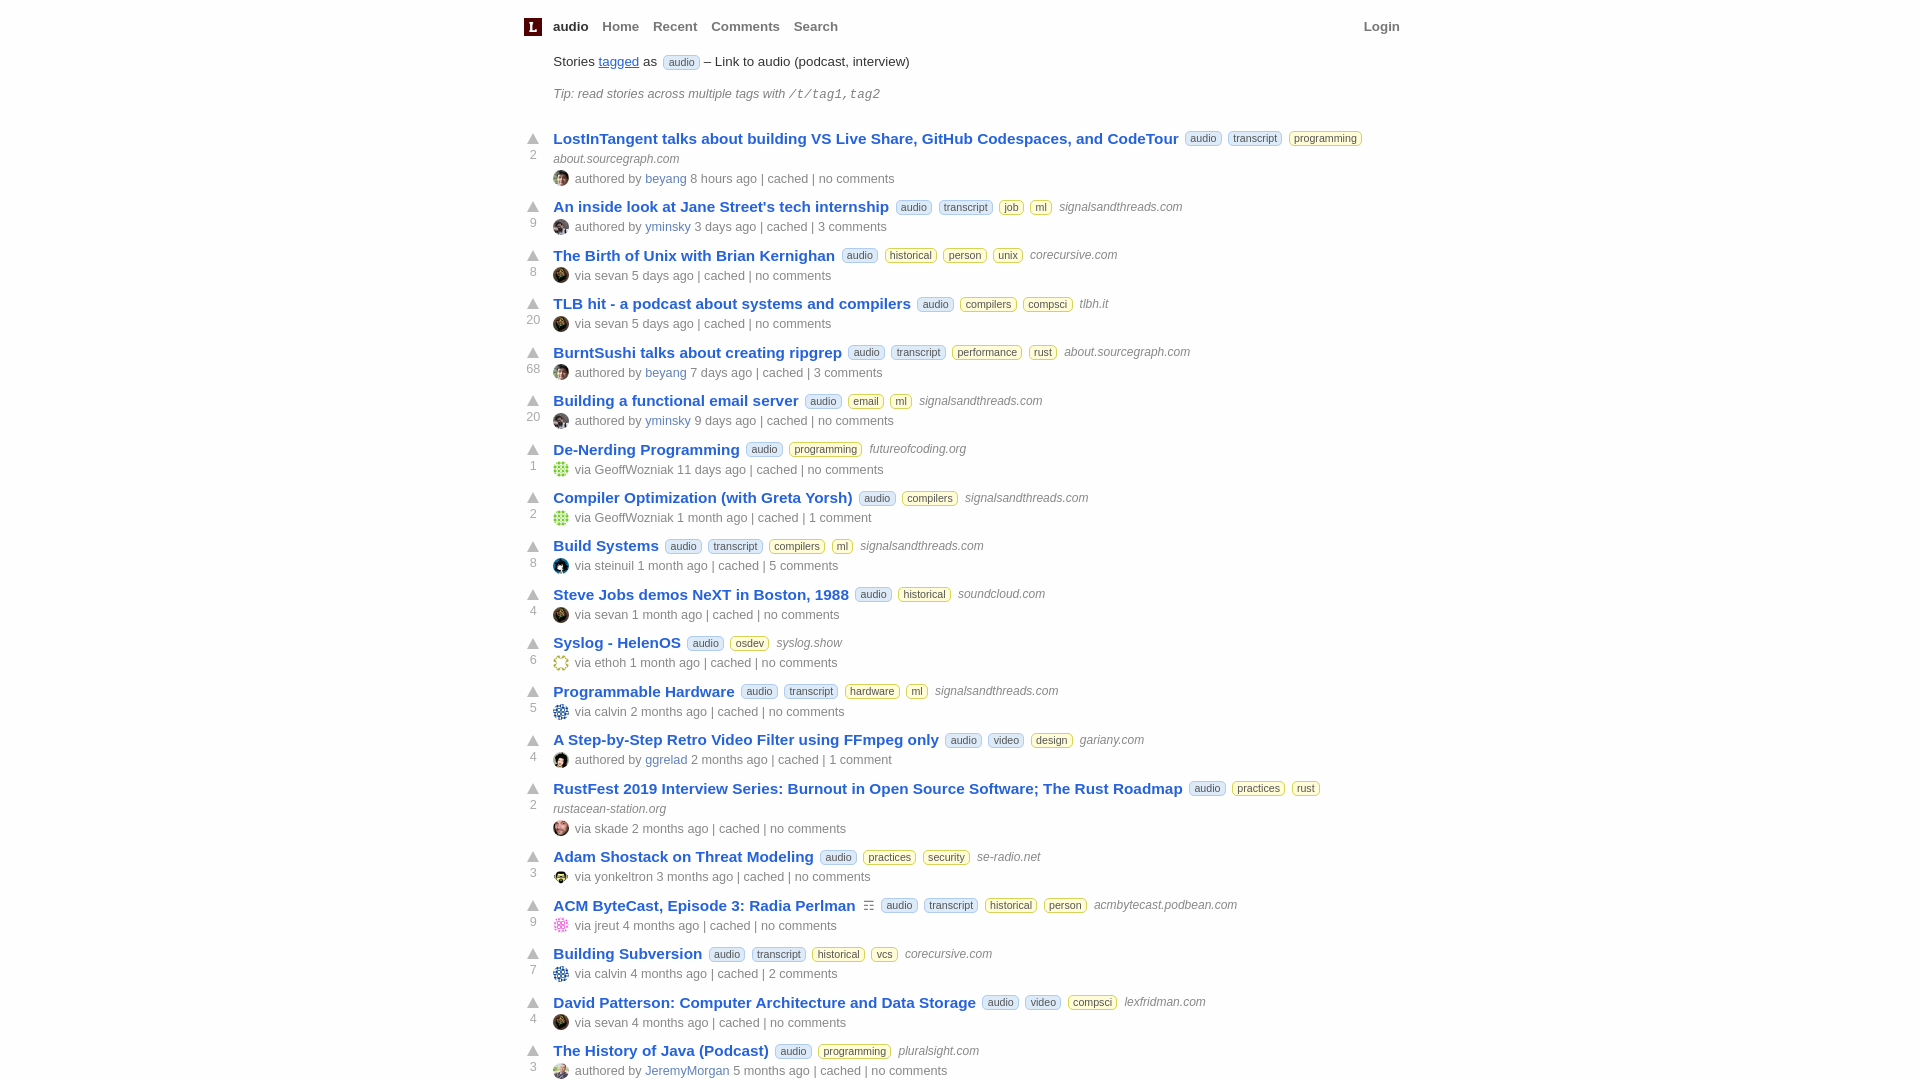 L audio Home Recent Comments Search Login
Stories tagged as audio – Link to audio (podcast, interview)
Tip: read stories across multiple tags with /t/tag1,tag2
LostInTangent talks about building VS Live Share, GitHub Codespaces, and CodeTour audio transcript programming
2 about.sourcegraph.com
authored by beyang 8 hours ago | cached | no comments
An inside look at Jane Street's tech internship audio transcript job ml signalsandthreads.com
9 authored by yminsky 3 days ago | cached | 3 comments
The Birth of Unix with Brian Kernighan audio historical person unix corecursive.com
8 via sevan 5 days ago | cached | no comments
TLB hit - a podcast about systems and compilers audio compilers compsci tlbh.it
20 via sevan 5 days ago | cached | no comments
BurntSushi talks about creating ripgrep audio transcript performance rust about.sourcegraph.com
68 authored by beyang 7 days ago | cached | 3 comments
Building a functional email server audio email ml signalsandthreads.com
20 authored by yminsky 9 days ago | cached | no comments
De-Nerding Programming audio programming futureofcoding.org
1 via GeoffWozniak 11 days ago | cached | no comments
Compiler Optimization (with Greta Yorsh) audio compilers signalsandthreads.com
2 via GeoffWozniak 1 month ago | cached | 1 comment
Build Systems audio transcript compilers ml signalsandthreads.com
8 via steinuil 1 month ago | cached | 5 comments
Steve Jobs demos NeXT in Boston, 1988 audio historical soundcloud.com
4 via sevan 1 month ago | cached | no comments
Syslog - HelenOS audio osdev syslog.show
6 via ethoh 1 month ago | cached | no comments
Programmable Hardware audio transcript hardware ml signalsandthreads.com
5 via calvin 2 months ago | cached | no comments
A Step-by-Step Retro Video Filter using FFmpeg only audio video design gariany.com
4 authored by ggrelad 2 months ago | cached | 1 comment
RustFest 2019 Interview Series: Burnout in Open Source Software; The Rust Roadmap audio practices rust
2 rustacean-station.org
via skade 2 months ago | cached | no comments
Adam Shostack on Threat Modeling audio practices security se-radio.net
3 via yonkeltron 3 months ago | cached | no comments
ACM ByteCast, Episode 3: Radia Perlman ☶ audio transcript historical person acmbytecast.podbean.com
9 via jreut 4 months ago | cached | no comments
Building Subversion audio transcript historical vcs corecursive.com
7 via calvin 4 months ago | cached | 2 comments
David Patterson: Computer Architecture and Data Storage audio video compsci lexfridman.com
4 via sevan 4 months ago | cached | no comments
The History of Java (Podcast) audio programming pluralsight.com
3 authored by JeremyMorgan 5 months ago | cached | no comments